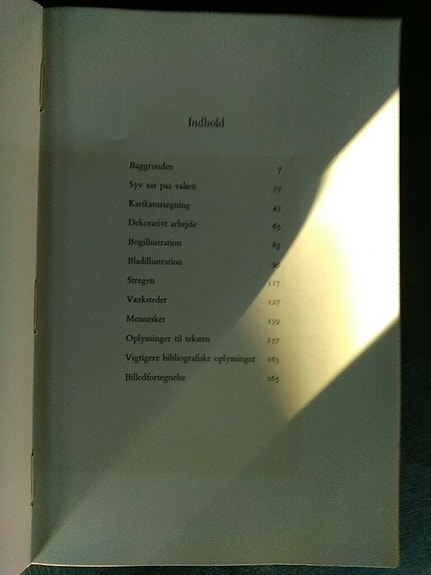 Indhold
Baggrunden 7
Syv aar paa valsen 17
Karikaturtegning 41
Dekorativt arbejde 65
Bogillustration 83
Bladillustration
Stregen 117
Værkstedet 127
Mennesket 139
Oplysninger til teksten 157
Vigtigere bibliografiske oplysninger 163
Billedfortegnelse 165